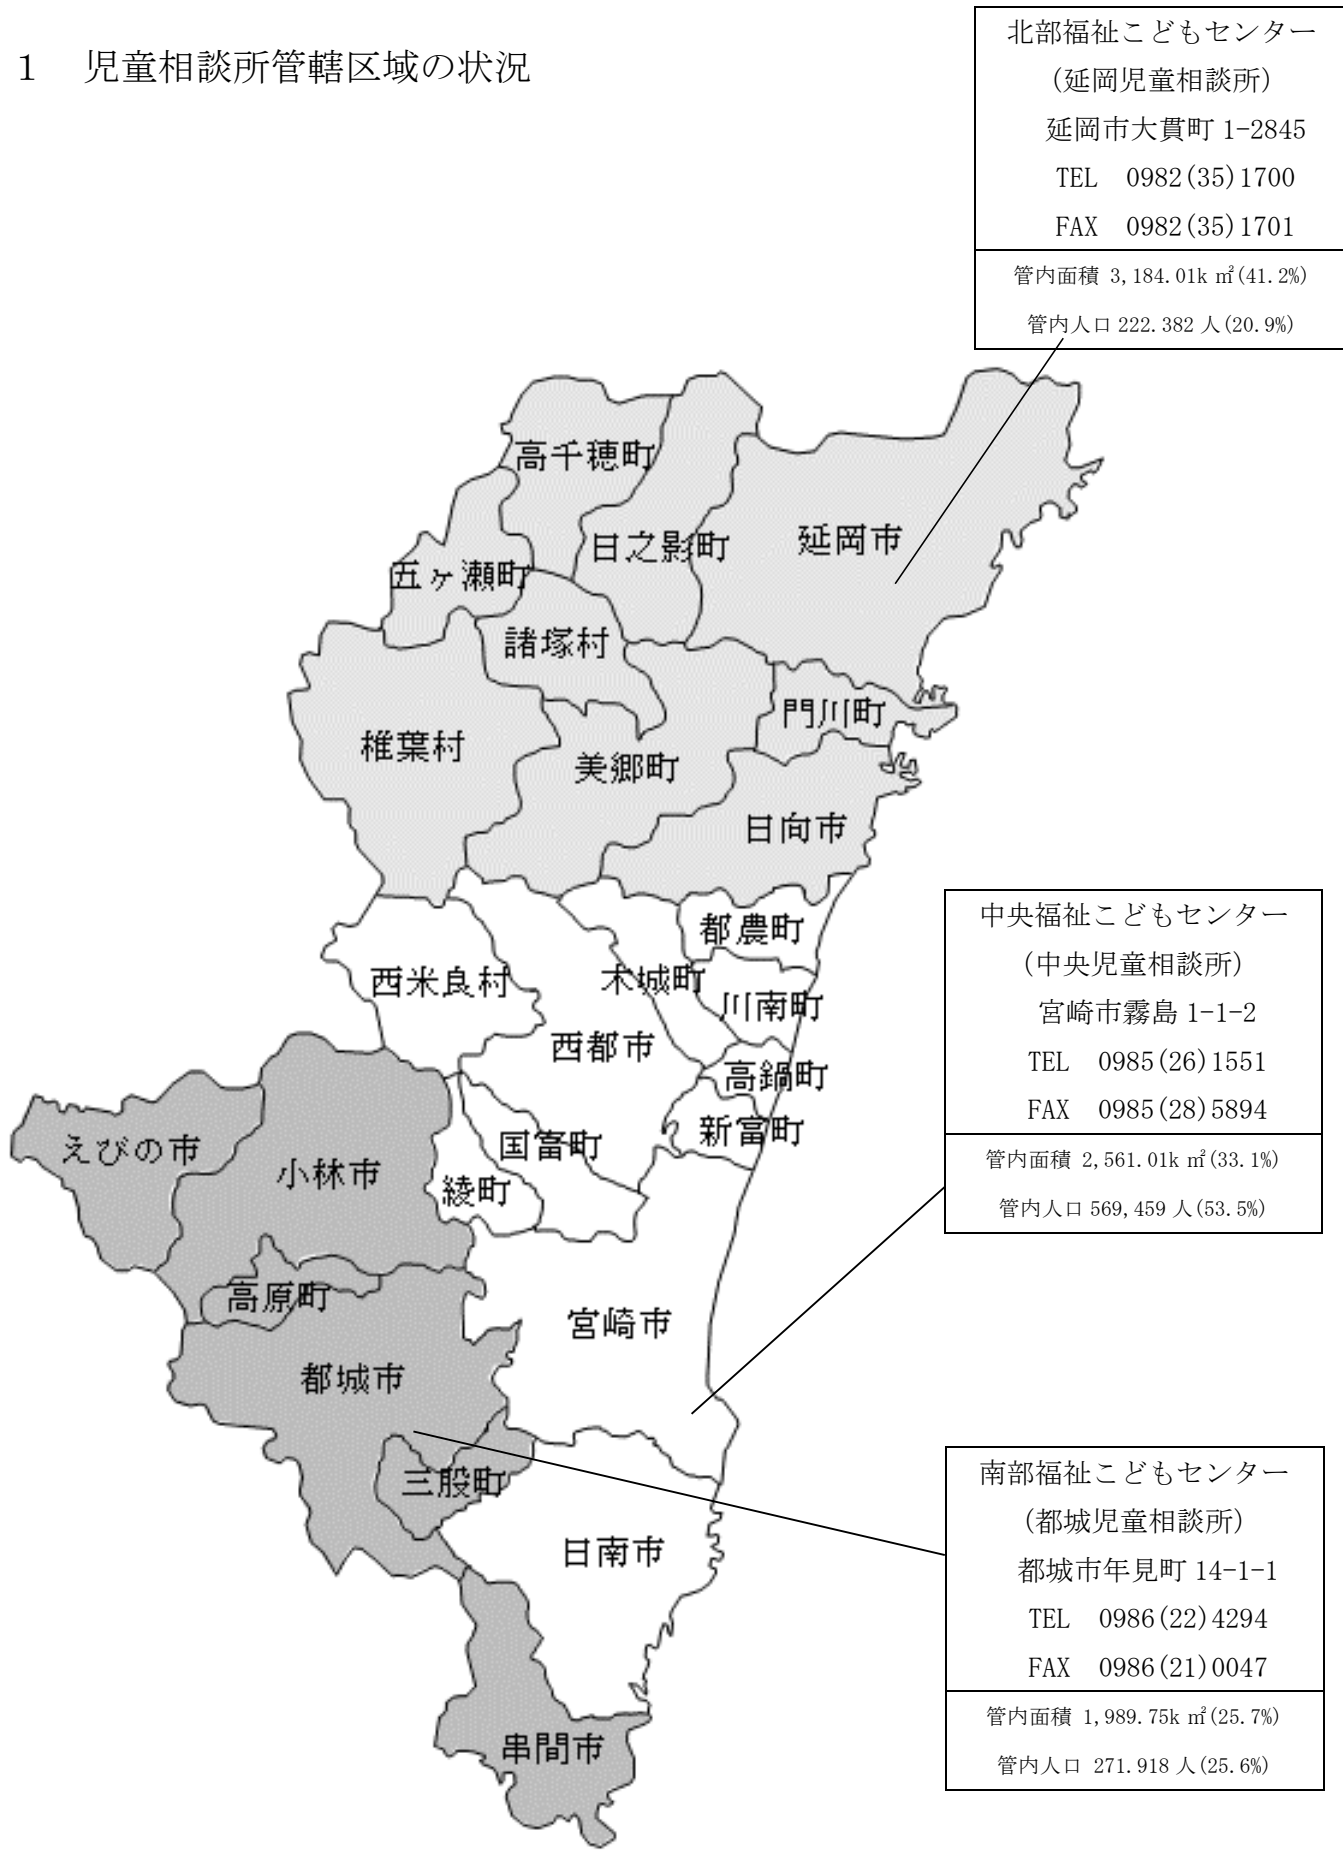 1　児童相談所管轄区域の状況
北部福祉こどもセンター
(延岡児童相談所)
延岡市大貫町 1-2845
TEL　0982(35)1700
FAX　0982(35)1701
管内面積 3,184.01k㎡(41.2%)
管内人口 222.382 人(20.9%)
高千穂町
日之影町
延岡市
五ヶ瀬町
諸塚村
門川町
椎葉村
美郷町
日向市
中央福祉こどもセンター
(中央児童相談所)
宮崎市霧島 1-1-2
TEL　0985(26)1551
FAX　0985(28)5894
管内面積 2,561.01k㎡(33.1%)
管内人口 569,459 人(53.5%)
都農町
西米良村
木城町
川南町
西都市
高鍋町
新富町
えびの市
国富町
小林市
綾町
高原町
宮崎市
都城市
三股町
日南市
串間市
南部福祉こどもセンター
(都城児童相談所)
都城市年見町 14-1-1
TEL　0986(22)4294
FAX　0986(21)0047
管内面積 1,989.75k㎡(25.7%)
管内人口 271.918 人(25.6%)